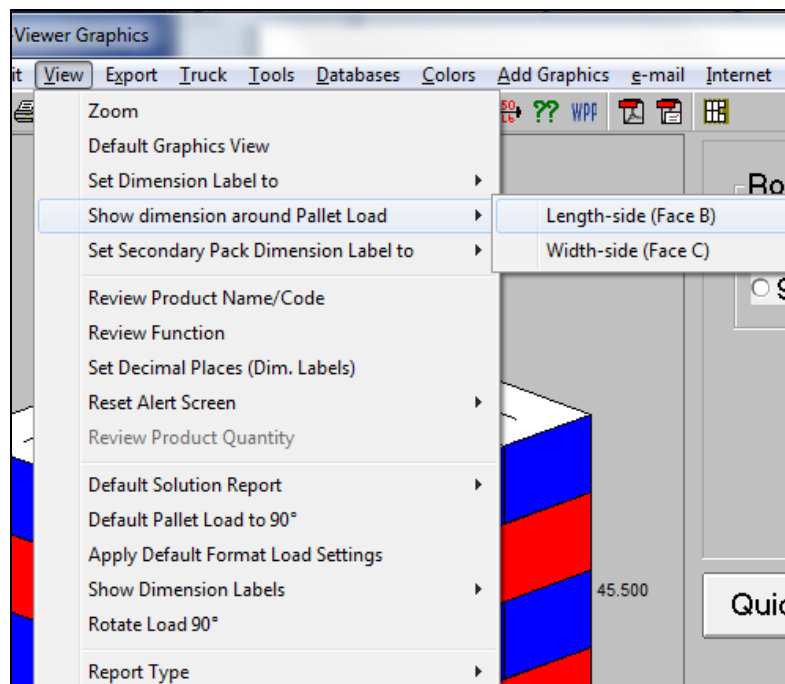 -Viewer Graphics
it View Export Truck Tools Databases Colors Add Graphics e-mail Internet
50 Lb ?? WPP
Zoom
Default Graphics View
Set Dimension Label to
Show dimension around Pallet Load
Length-side (Face B)
Set Secondary Pack Dimension Label to
Width-side (Face C)
Review Product Name/Code
Review Function
Set Decimal Places (Dim. Labels)
Reset Alert Screen
Review Product Quantity
Default Solution Report
Default Pallet Load to 90°
Apply Default Format Load Settings
Show Dimension Labels
45.500
Rotate Load 90°
Report Type
Ro
S
Quic